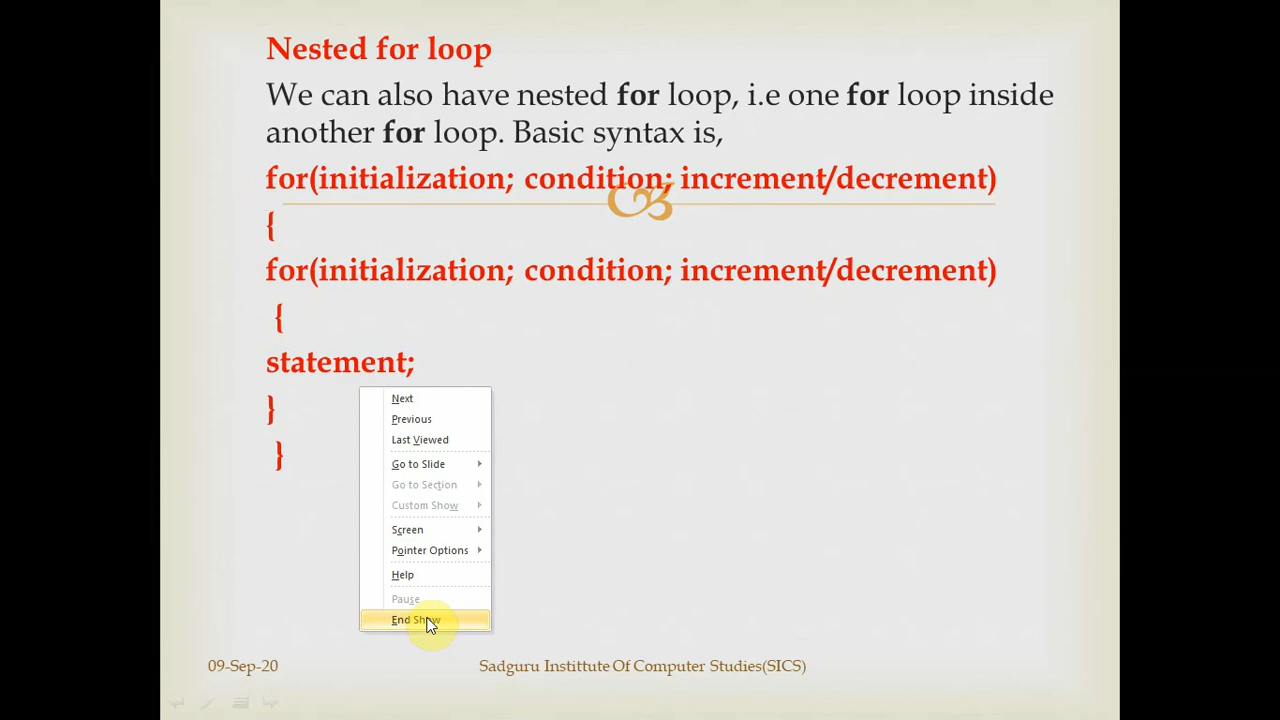 Nested for loop
We can also have nested for loop, i.e one for loop inside
another for loop. Basic syntax is,
for(initialization; condition; increment/decrement)
{
for(initialization; condition; increment/decrement)
{
statement;
}
}
Next
Previous
Last Viewed
Go to Slide
Go to Section
Custom Show
Screen
Pointer Options
Help
Pause
End Show
09-Sep-20
Sadguru Instittute Of Computer Studies(SICS)